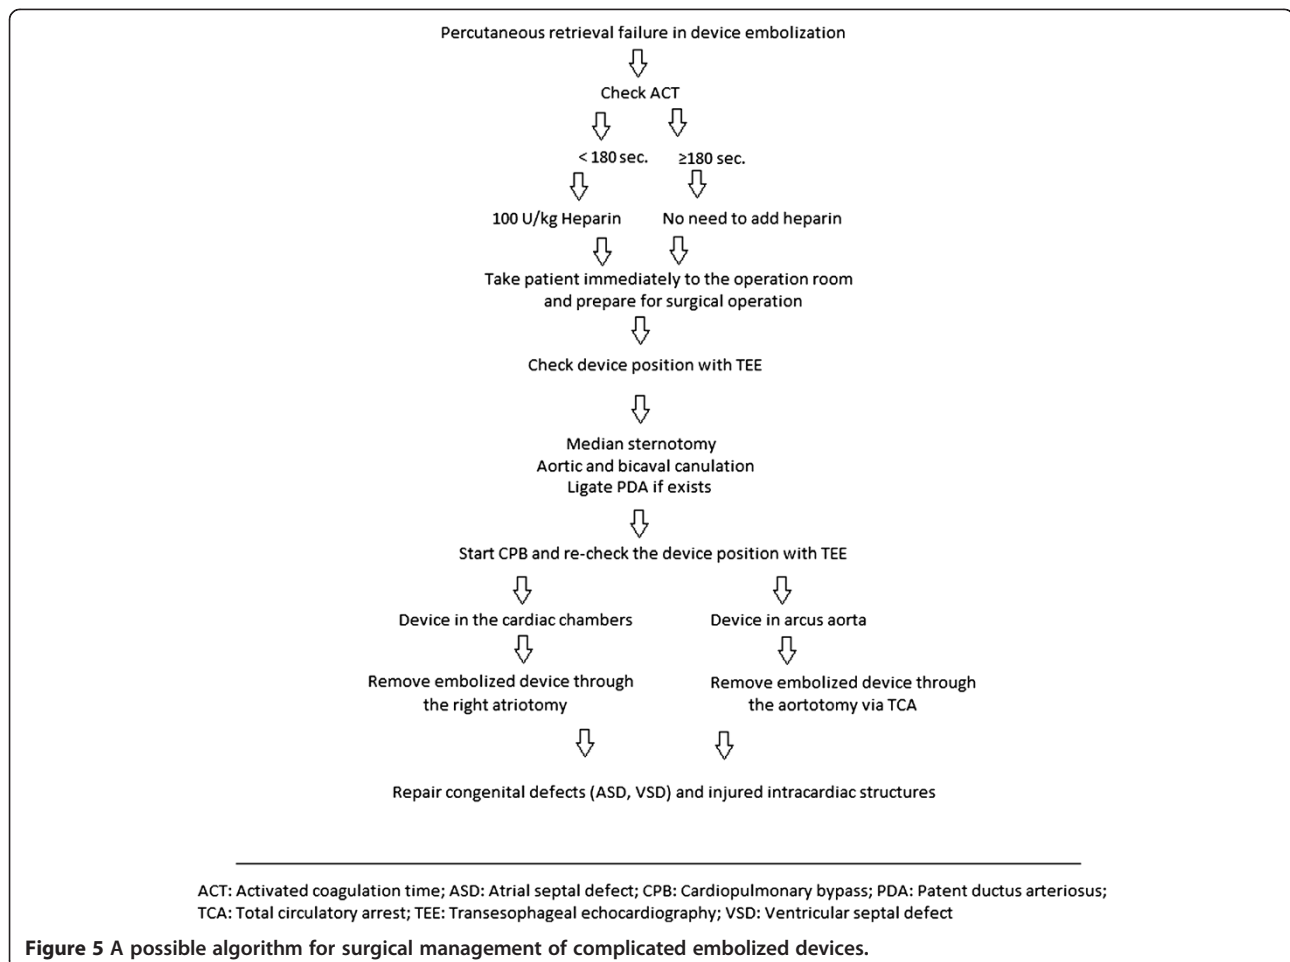 Percutaneous retrieval failure in device embolization
Check ACT
< 180 sec. ≥180 sec.
100 U/kg Heparin No need to add heparin
Take patient immediately to the operation room
and prepare for surgical operation
Check device position with TEE
Median sternotomy
Aortic and bicaval canulation
Ligate PDA if exists
Start CPB and re-check the device position with TEE
Device in the cardiac chambers Device in arcus aorta
Remove embolized device through Remove embolized device through
the right atriotomy the aortotomy via TCA
Repair congenital defects (ASD, VSD) and injured intracardiac structures
ACT: Activated coagulation time; ASD: Atrial septal defect; CPB: Cardiopulmonary bypass; PDA: Patent ductus arteriosus;
TCA: Total circulatory arrest; TEE: Transesophageal echocardiography; VSD: Ventricular septal defect
Figure 5 A possible algorithm for surgical management of complicated embolized devices.